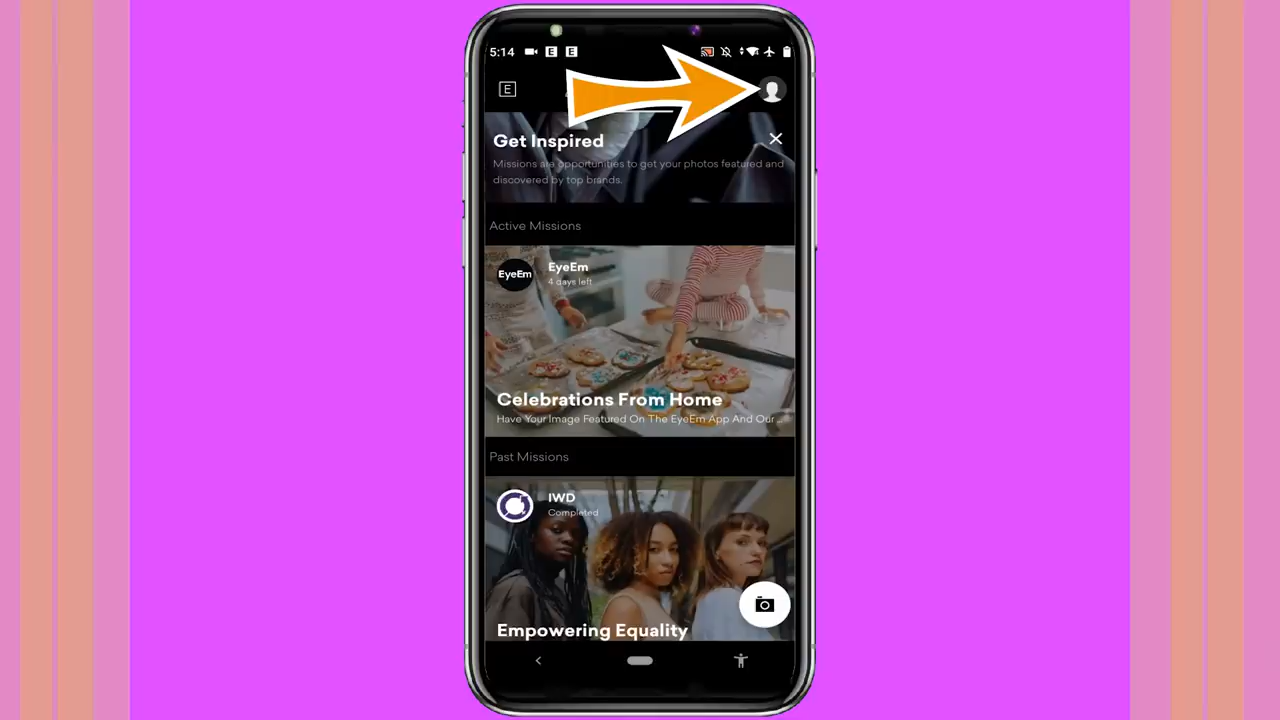 5:14 E E
E
Get Inspired
Missions are opportunities to get your photos featured and
discovered by top brands.
Active Missions
EyeEm
EyeEm
4 days left
Celebrations From Home
Have Your Image Featured On The EyeEm App And Our ...
Past Missions
IWD
Completed
Empowering Equality